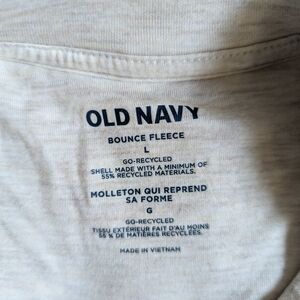 OLD NAVY
BOUNCE FLEECE
L
GO-RECYCLED
SHELL MADE WITH A MINIMUM OF
55% RECYCLED MATERIALS.
MOLLETON QUI REPREND
SA FORME
G
GO-RECYCLED
TISSU EXTÉRIEUR FAIT D'AU MOINS
55 % DE MATIÈRES RECYCLÉES.
MADE IN VIETNAM